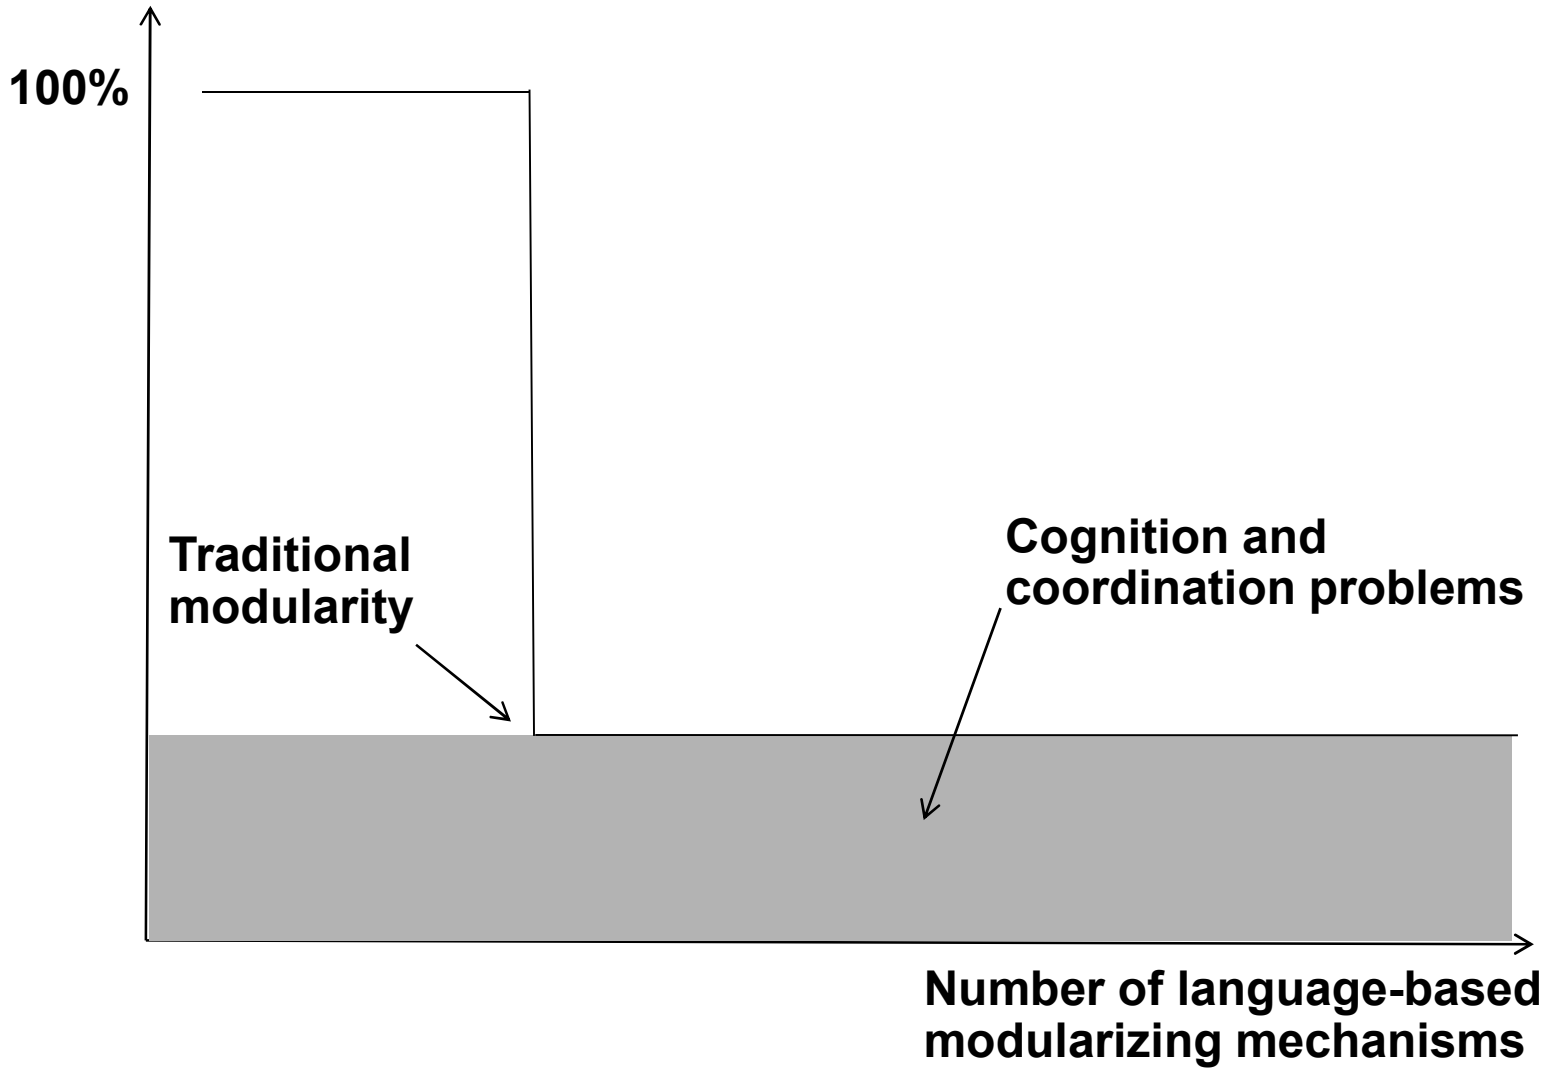 100%
Traditional
modularity
Cognition and
coordination problems
Number of language-based
modularizing mechanisms